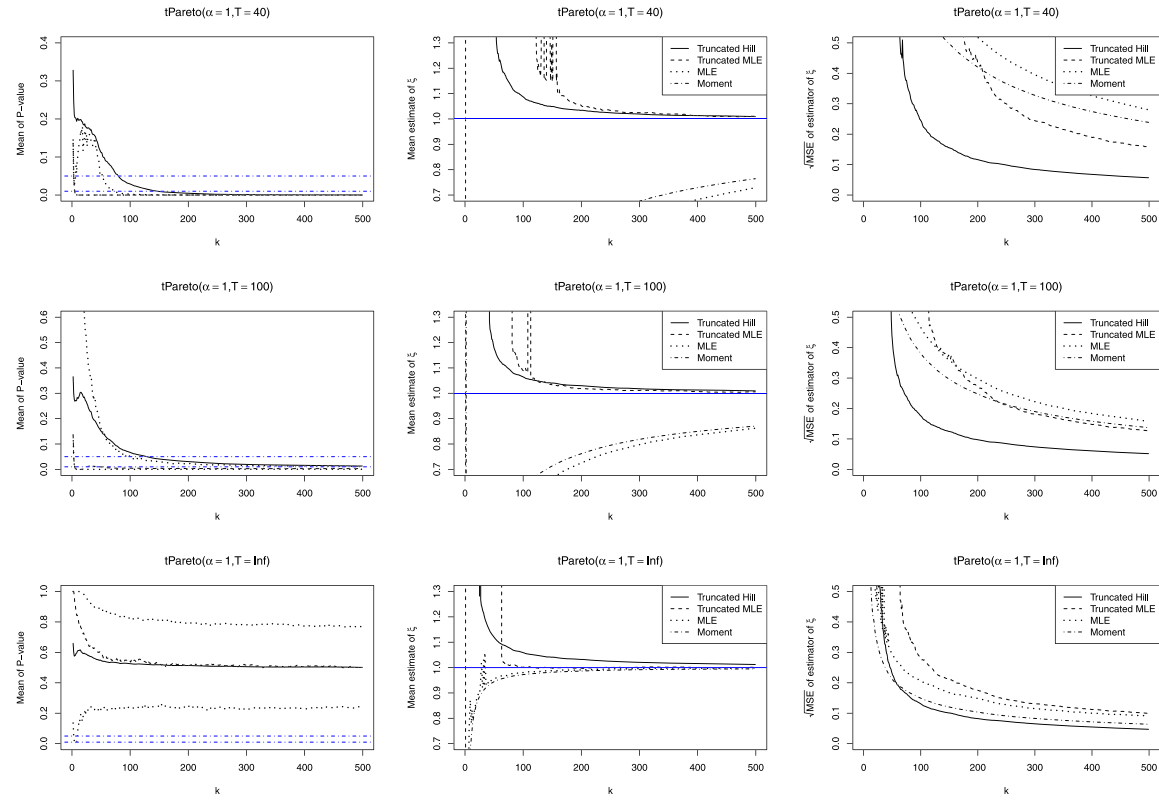 tPareto(α = 1,T = 40)
Mean of P−value
0.0 0.1 0.2 0.3 0.4
0 100 200 300 400 500
k
tPareto(α = 1,T = 40)
Mean estimate of ξ
0.7 0.8 0.9 1.0 1.1 1.2 1.3
0 100 200 300 400 500
k
Truncated Hill
Truncated MLE
MLE
Moment
tPareto(α = 1,T = 40)
√MSE of estimator of ξ
0.0 0.1 0.2 0.3 0.4 0.5
0 100 200 300 400 500
k
Truncated Hill
Truncated MLE
MLE
Moment
tPareto(α = 1,T = 100)
Mean of P−value
0.0 0.1 0.2 0.3 0.4 0.5 0.6
0 100 200 300 400 500
k
tPareto(α = 1,T = 100)
Mean estimate of ξ
0.7 0.8 0.9 1.0 1.1 1.2 1.3
0 100 200 300 400 500
k
Truncated Hill
Truncated MLE
MLE
Moment
tPareto(α = 1,T = 100)
√MSE of estimator of ξ
0.0 0.1 0.2 0.3 0.4 0.5
0 100 200 300 400 500
k
Truncated Hill
Truncated MLE
MLE
Moment
tPareto(α = 1,T = Inf)
Mean of P−value
0.0 0.2 0.4 0.6 0.8 1.0
0 100 200 300 400 500
k
tPareto(α = 1,T = Inf)
Mean estimate of ξ
0.7 0.8 0.9 1.0 1.1 1.2 1.3
0 100 200 300 400 500
k
Truncated Hill
Truncated MLE
MLE
Moment
tPareto(α = 1,T = Inf)
√MSE of estimator of ξ
0.0 0.1 0.2 0.3 0.4 0.5
0 100 200 300 400 500
k
Truncated Hill
Truncated MLE
MLE
Moment